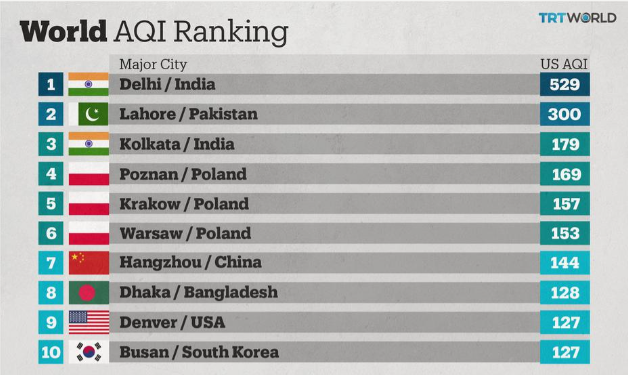 World AQI Ranking
TRTWORLD
Major City US AQI
1 Delhi / India 529
2 Lahore / Pakistan 300
3 Kolkata / India 179
4 Poznan / Poland 169
5 Krakow / Poland 157
6 Warsaw / Poland 153
7 Hangzhou / China 144
8 Dhaka / Bangladesh 128
9 Denver / USA 127
10 Busan / South Korea 127